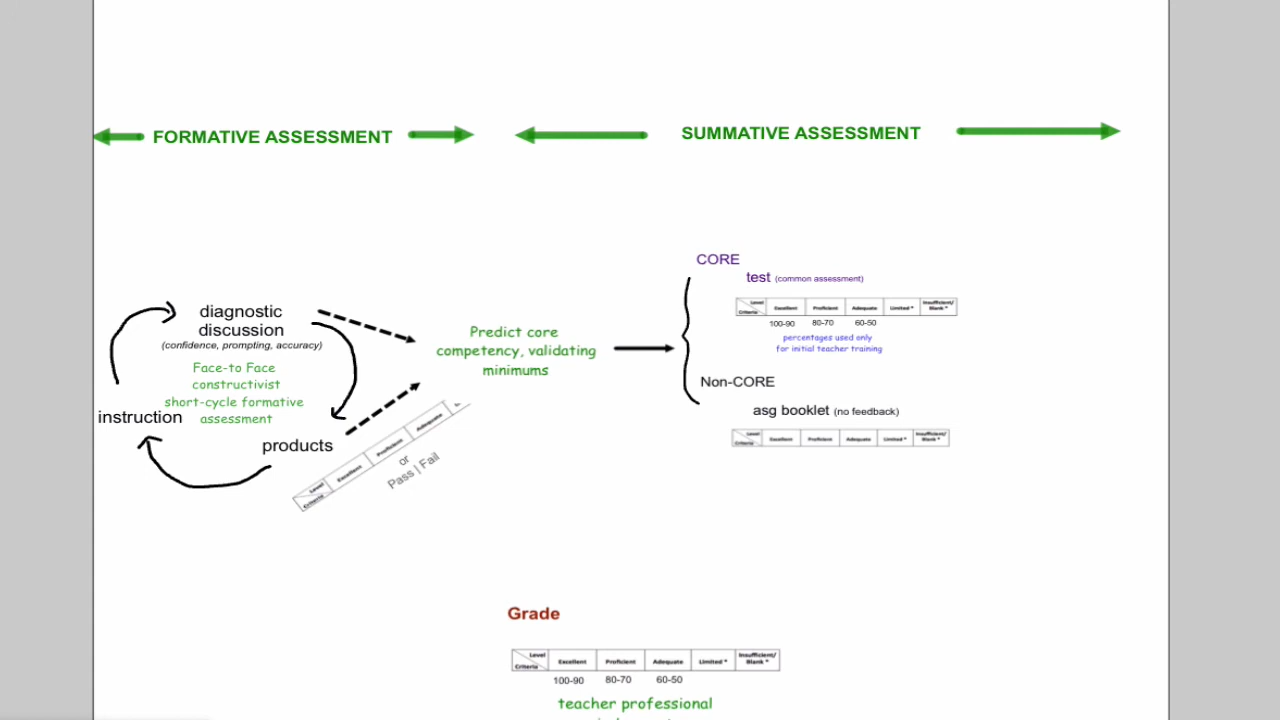 FORMATIVE ASSESSMENT
SUMMATIVE ASSESSMENT
CORE
test (common assessment)
Level
Criteria
Excellent
Proficient
Adequate
Limited *
Insufficient/
Blank *
100-90
80-70
60-50
percentages used only
for initial teacher training
diagnostic
discussion
(confidence, prompting, accuracy)
Face-to Face
constructivist
short-cycle formative
assessment
instruction
products
Predict core
competency, validating
minimums
Level
Criteria
Excellent
Proficient
Adequate
or
Pass | Fail
Non-CORE
asg booklet (no feedback)
Level
Criteria
Excellent
Proficient
Adequate
Limited *
Insufficient/
Blank *
Grade
Level
Criteria
Excellent
Proficient
Adequate
Limited *
Insufficient/
Blank *
100-90
80-70
60-50
teacher professional